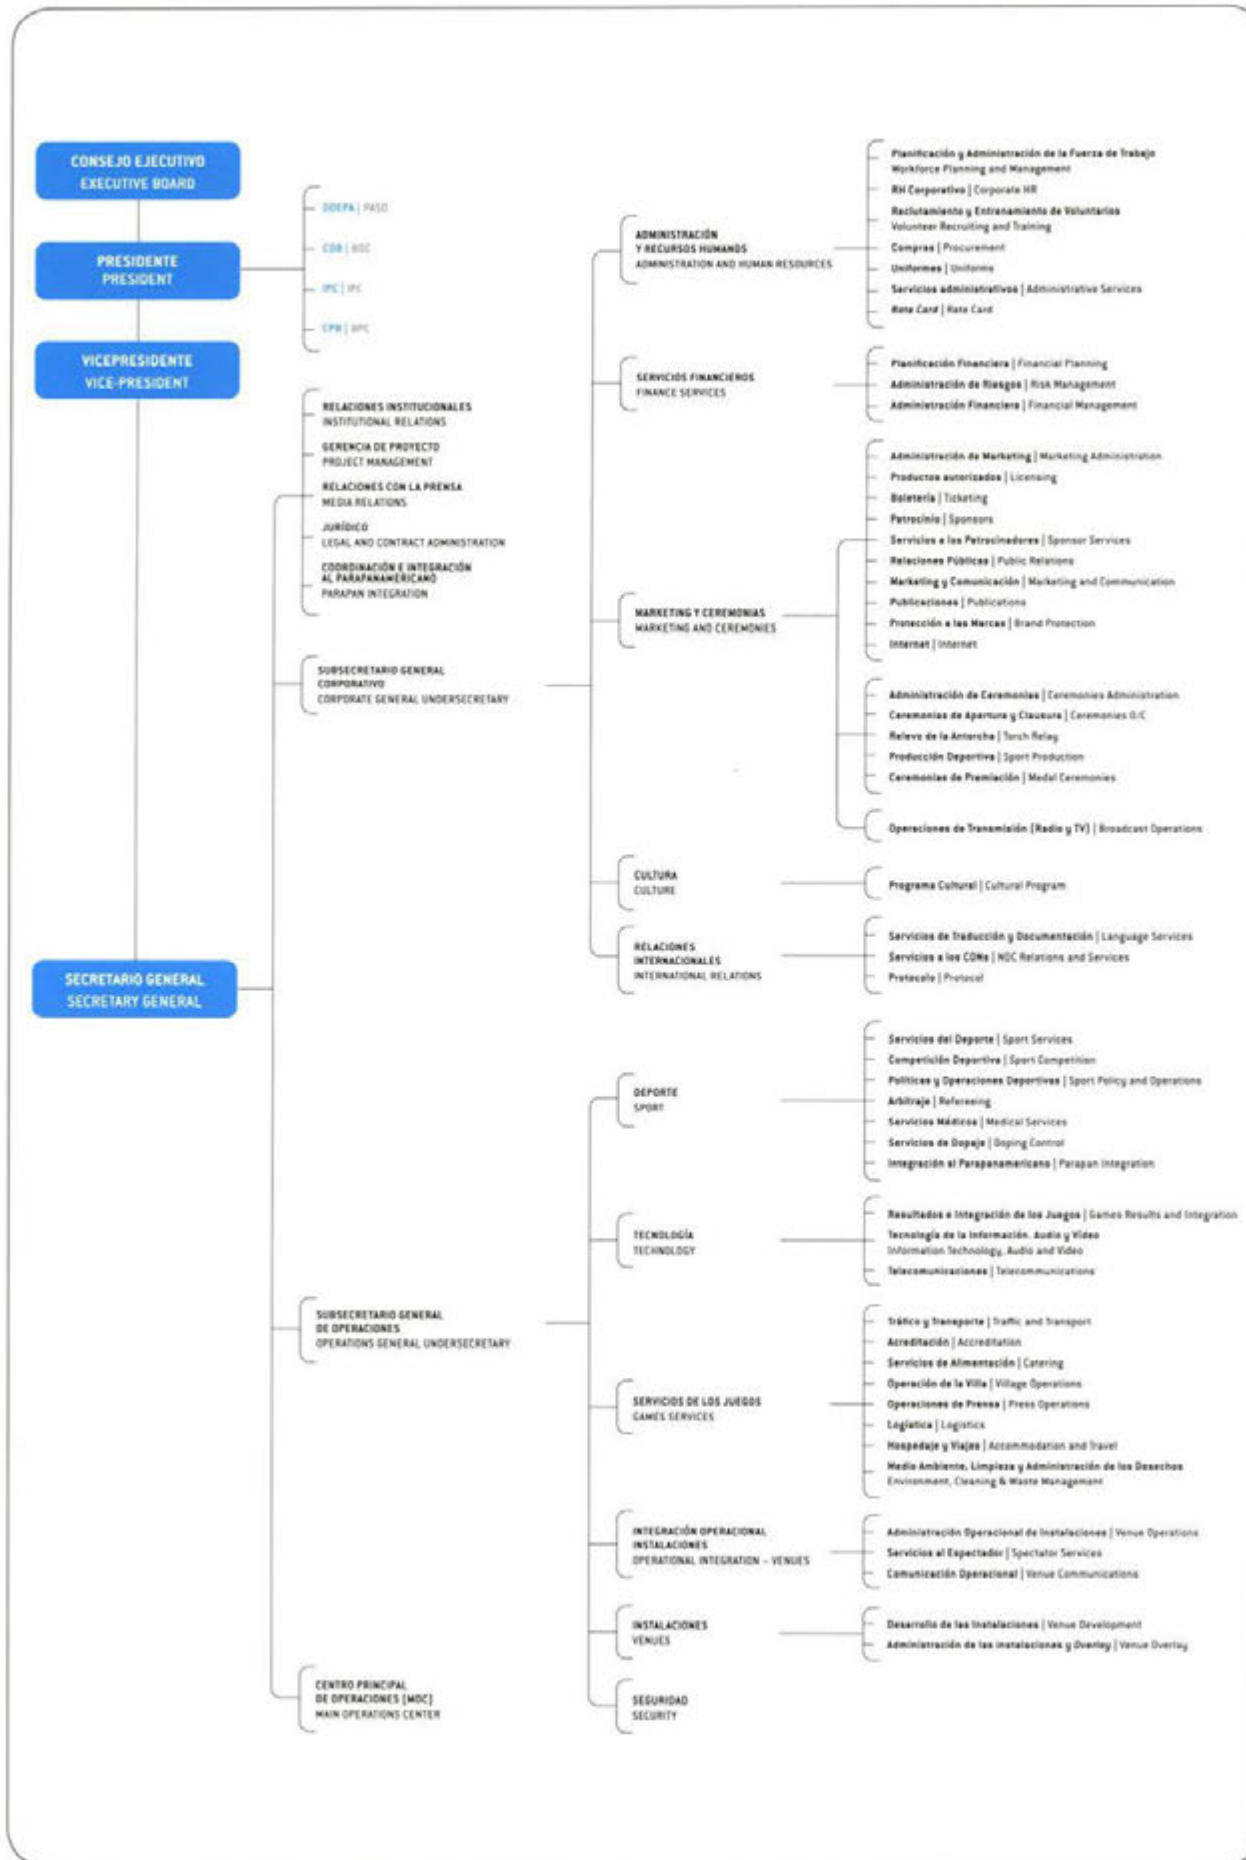 CONSEJO EJECUTIVO
EXECUTIVE BOARD
PRESIDENTE
PRESIDENT
VICEPRESIDENTE
VICE-PRESIDENT
SECRETARIO GENERAL
SECRETARY GENERAL
ODEPA | PASO
COB | BOC
IPC | IPC
CPB | BPC
RELACIONES INSTITUCIONALES
INSTITUTIONAL RELATIONS
GERENCIA DE PROYECTO
PROJECT MANAGEMENT
RELACIONES CON LA PRENSA
MEDIA RELATIONS
JURÍDICO
LEGAL AND CONTRACT ADMINISTRATION
COORDINACIÓN E INTEGRACIÓN
AL PARAPANAMERICANO
PARAPAN INTEGRATION
SUBSECRETARIO GENERAL
CORPORATIVO
CORPORATE GENERAL UNDERSECRETARY
ADMINISTRACIÓN
Y RECURSOS HUMANOS
ADMINISTRATION AND HUMAN RESOURCES
Planificación y Administración de la Fuerza de Trabajo
Workforce Planning and Management
RH Corporativo | Corporate HR
Reclutamiento y Entrenamiento de Voluntarios
Volunteer Recruiting and Training
Compras | Procurement
Uniformes | Uniforms
Servicios administrativos | Administrative Services
Rate Card | Rate Card
SERVICIOS FINANCIEROS
FINANCE SERVICES
Planificación Financiera | Financial Planning
Administración de Riesgos | Risk Management
Administración Financiera | Financial Management
MARKETING Y CEREMONIAS
MARKETING AND CEREMONIES
Administración de Marketing | Marketing Administration
Productos autorizados | Licensing
Boletería | Ticketing
Patrocinio | Sponsors
Servicios a los Patrocinadores | Sponsor Services
Relaciones Públicas | Public Relations
Marketing y Comunicación | Marketing and Communication
Publicaciones | Publications
Protección a las Marcas | Brand Protection
Internet | Internet
Administración de Ceremonias | Ceremonies Administration
Ceremonias de Apertura y Clausura | Ceremonies O/C
Relevo de la Antorcha | Torch Relay
Producción Deportiva | Sport Production
Ceremonias de Premiación | Medal Ceremonies
Operaciones de Transmisión (Radio y TV) | Broadcast Operations
CULTURA
CULTURE
Programa Cultural | Cultural Program
RELACIONES
INTERNACIONALES
INTERNATIONAL RELATIONS
Servicios de Traducción y Documentación | Language Services
Servicios a los CONs | NOC Relations and Services
Protocolo | Protocol
SUBSECRETARIO GENERAL
DE OPERACIONES
OPERATIONS GENERAL UNDERSECRETARY
DEPORTE
SPORT
Servicios del Deporte | Sport Services
Competición Deportiva | Sport Competition
Políticas y Operaciones Deportivas | Sport Policy and Operations
Arbitraje | Refereeing
Servicios Médicos | Medical Services
Servicios de Dopaje | Doping Control
Integración al Parapanamericano | Parapan Integration
TECNOLOGÍA
TECHNOLOGY
Resultados e Integración de los Juegos | Games Results and Integration
Tecnología de la Información, Audio y Vídeo
Information Technology, Audio and Video
Telecomunicaciones | Telecommunications
SERVICIOS DE LOS JUEGOS
GAMES SERVICES
Tráfico y Transporte | Traffic and Transport
Acreditación | Accreditation
Servicios de Alimentación | Catering
Operación de la Villa | Village Operations
Operaciones de Prensa | Press Operations
Logística | Logistics
Hospedaje y Viajes | Accommodation and Travel
Medio Ambiente, Limpieza y Administración de los Desechos
Environment, Cleaning & Waste Management
INTEGRACIÓN OPERACIONAL
INSTALACIONES
OPERATIONAL INTEGRATION – VENUES
Administración Operacional de Instalaciones | Venue Operations
Servicios al Espectador | Spectator Services
Comunicación Operacional | Venue Communications
INSTALACIONES
VENUES
Desarrollo de las Instalaciones | Venue Development
Administración de las instalaciones y Overlay | Venue Overlay
SEGURIDAD
SECURITY
CENTRO PRINCIPAL
DE OPERACIONES (MOC)
MAIN OPERATIONS CENTER